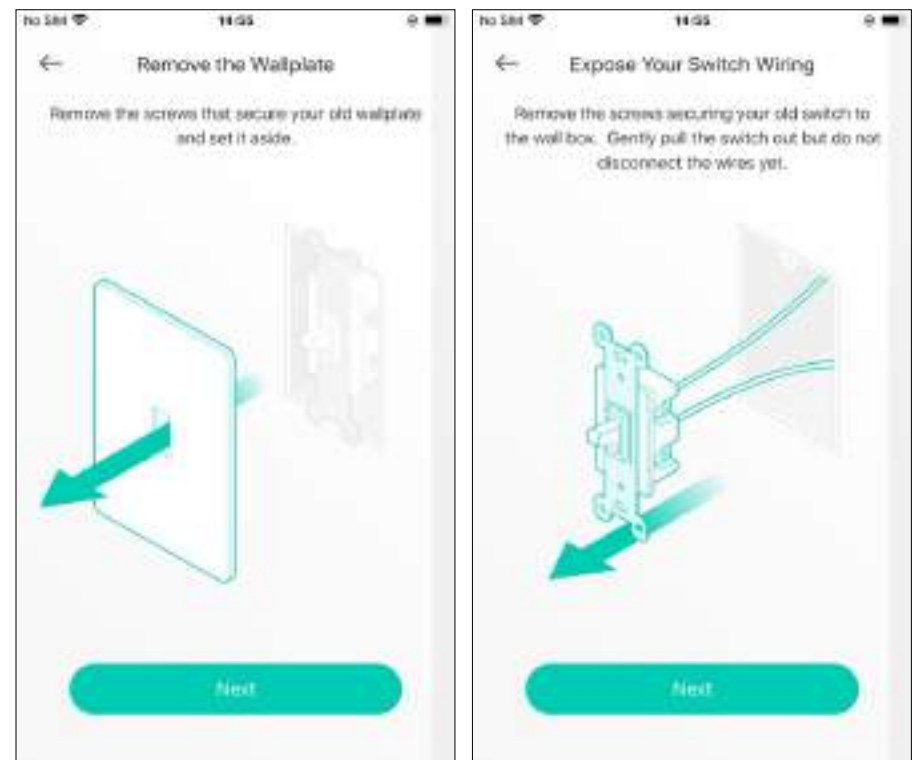 No SIM 14:55
Remove the Wallplate
Remove the screws that secure your old wallplate
and set it aside.
Next
No SIM 14:55
Expose Your Switch Wiring
Remove the screws securing your old switch to
the wall box. Gently pull the switch out but do not
disconnect the wires yet.
Next